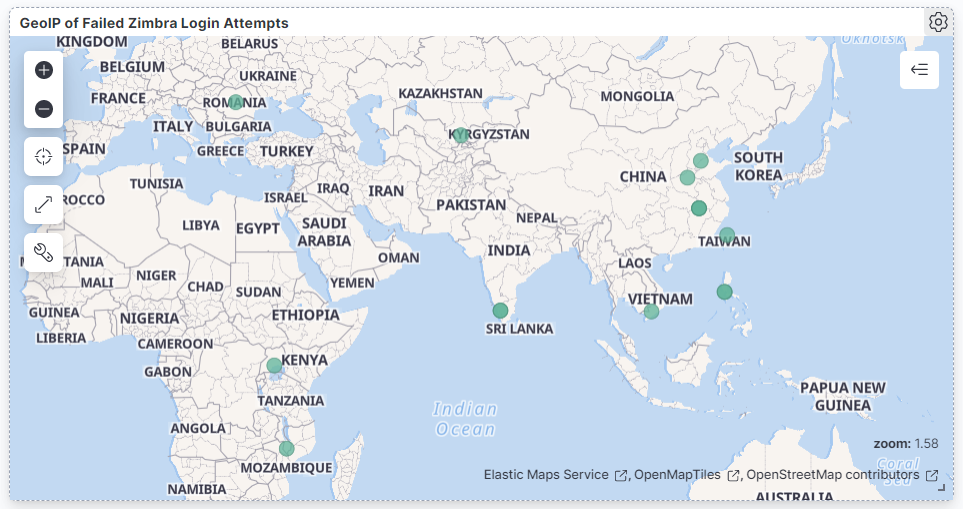 GeoIP of Failed Zimbra Login Attempts
KINGDOM
BELARUS
Okhotsk
BELGIUM
UKRAINE
FRANCE
ROMANIA
KAZAKHSTAN
MONGOLIA
ITALY
BULGARIA
KYRGYZSTAN
SPAIN
GREECE
TURKEY
SOUTH
KOREA
TUNISIA
IRAQ
IRAN
CHINA
ROCCO
ISRAEL
PAKISTAN
LIBYA
EGYPT
SAUDI
ARABIA
NEPAL
TAIWAN
OMAN
INDIA
M
TANIA
NIGER
LAOS
MALI
CHAD
SUDAN
YEMEN
VIETNAM
GUINEA
NIGERIA
ETHIOPIA
SRI LANKA
LIBERIA
CAMEROON
GABON
KENYA
TANZANIA
PAPUA NEW
GUINEA
Indian
Ocean
ANGOLA
zoom: 1.58
MOZAMBIQUE
Coral
Sea
Elastic Maps Service , OpenMapTiles , OpenStreetMap contributors
NAMIBIA
AUSTRALIA